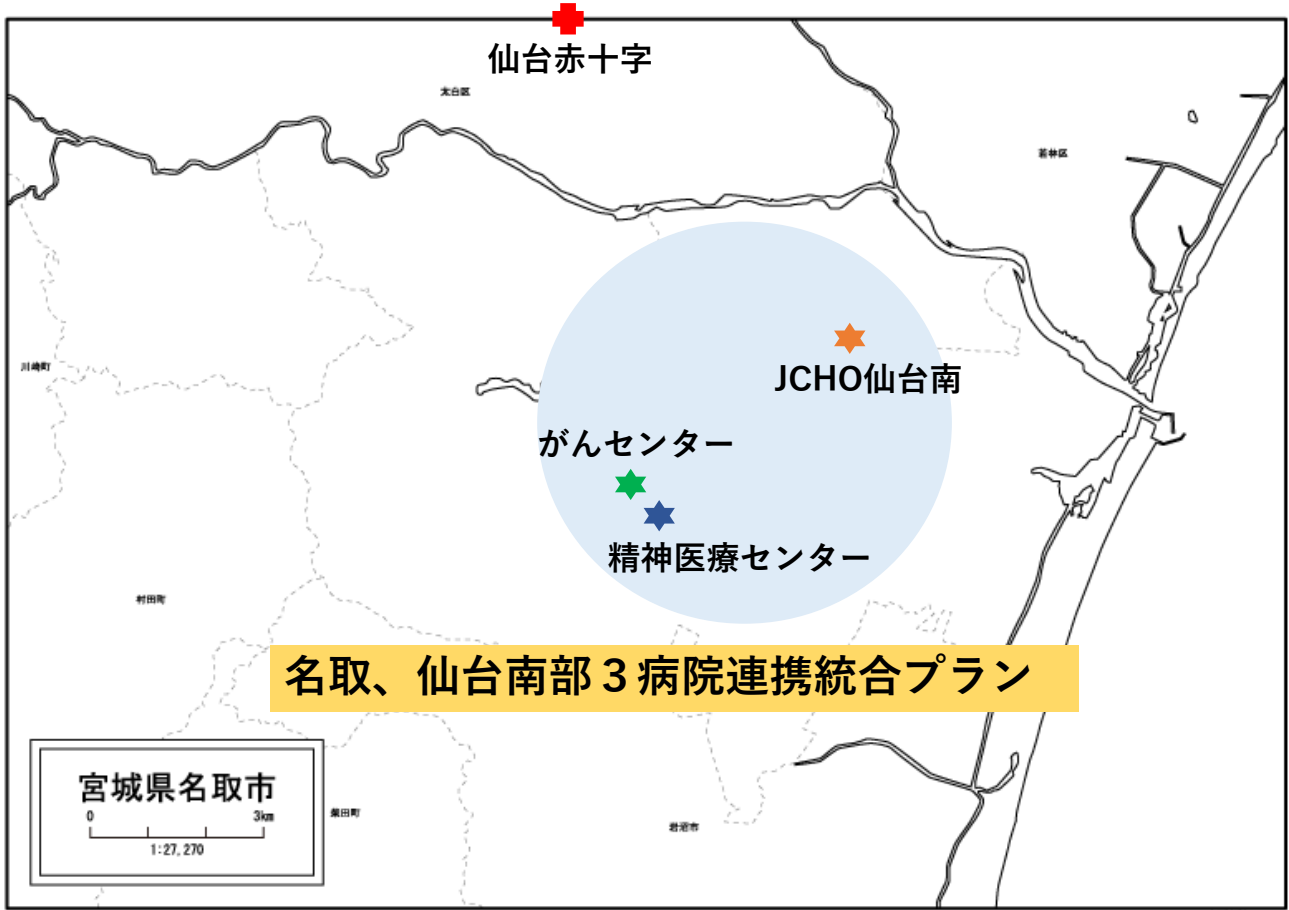 仙台赤十字
太白区
若林区
川崎町
JCHO仙台南
がんセンター
精神医療センター
村田町
名取、仙台南部３病院連携統合プラン
宮城県名取市
0 3km
1:27,270
柴田町
岩沼市